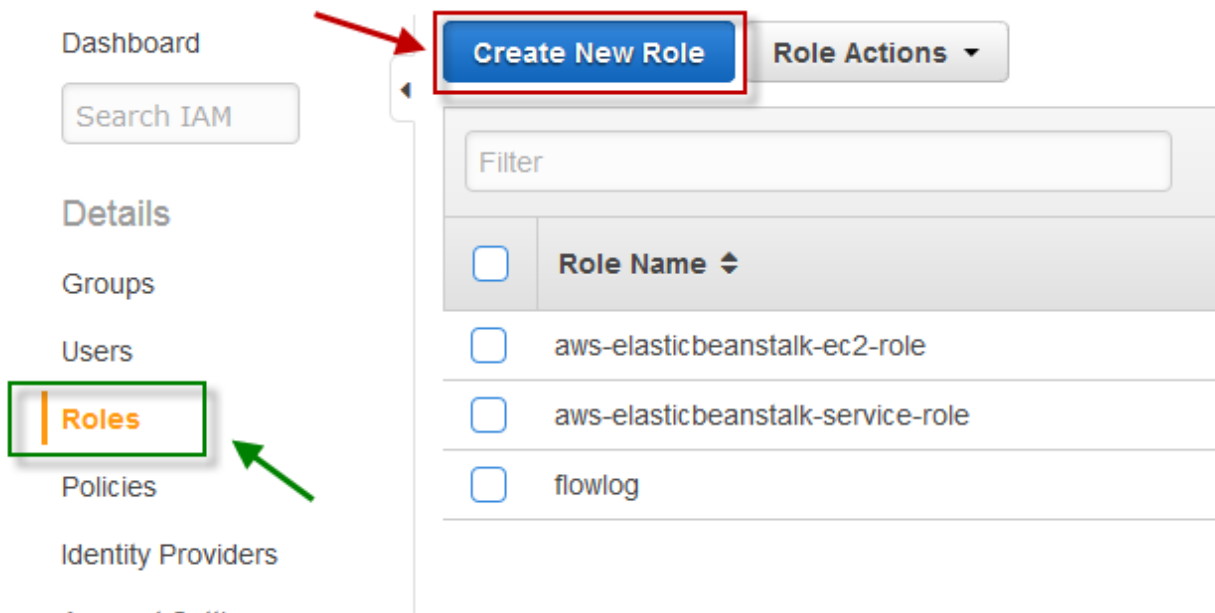 Dashboard
Search IAM
Details
Groups
Users
Roles
Policies
Identity Providers
Create New Role
Role Actions
Filter
Role Name
aws-elasticbeanstalk-ec2-role
aws-elasticbeanstalk-service-role
flowlog